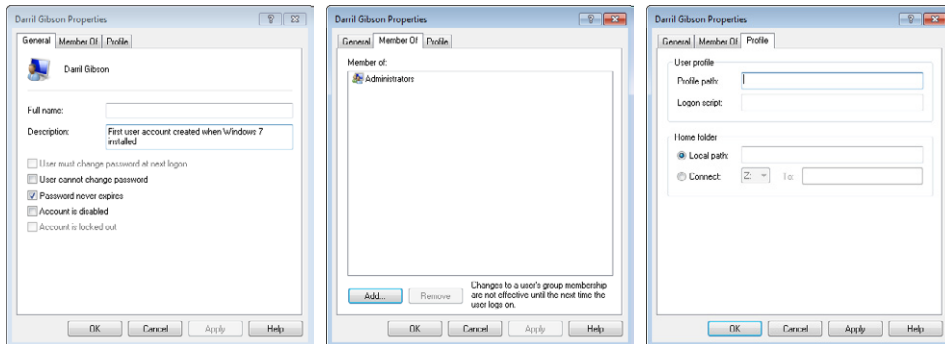 Darril Gibson Properties
General Member Of Profile
Darril Gibson
Full name:
Description: First user account created when Windows 7
installed
User must change password at next logon
User cannot change password
Password never expires
Account is disabled
Account is locked out
OK Cancel Apply Help
Darril Gibson Properties
General Member Of Profile
Member of:
Administrators
Add... Remove
Changes to a user's group membership
are not effective until the next time the
user logs on.
OK Cancel Apply Help
Darril Gibson Properties
General Member Of Profile
User profile
Profile path:
Logon script:
Home folder
Local path:
Connect: Z: To:
OK Cancel Apply Help